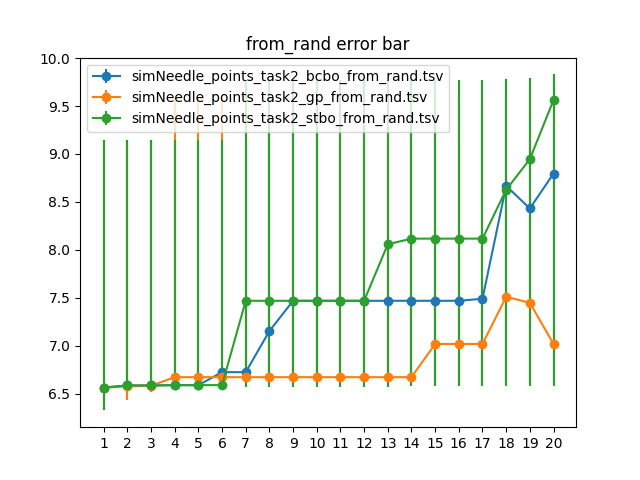 from_rand error bar
simNeedle_points_task2_bcbo_from_rand.tsv
simNeedle_points_task2_gp_from_rand.tsv
simNeedle_points_task2_stbo_from_rand.tsv
10.0
9.5
9.0
8.5
8.0
7.5
7.0
6.5
1 2 3 4 5 6 7 8 9 10 11 12 13 14 15 16 17 18 19 20